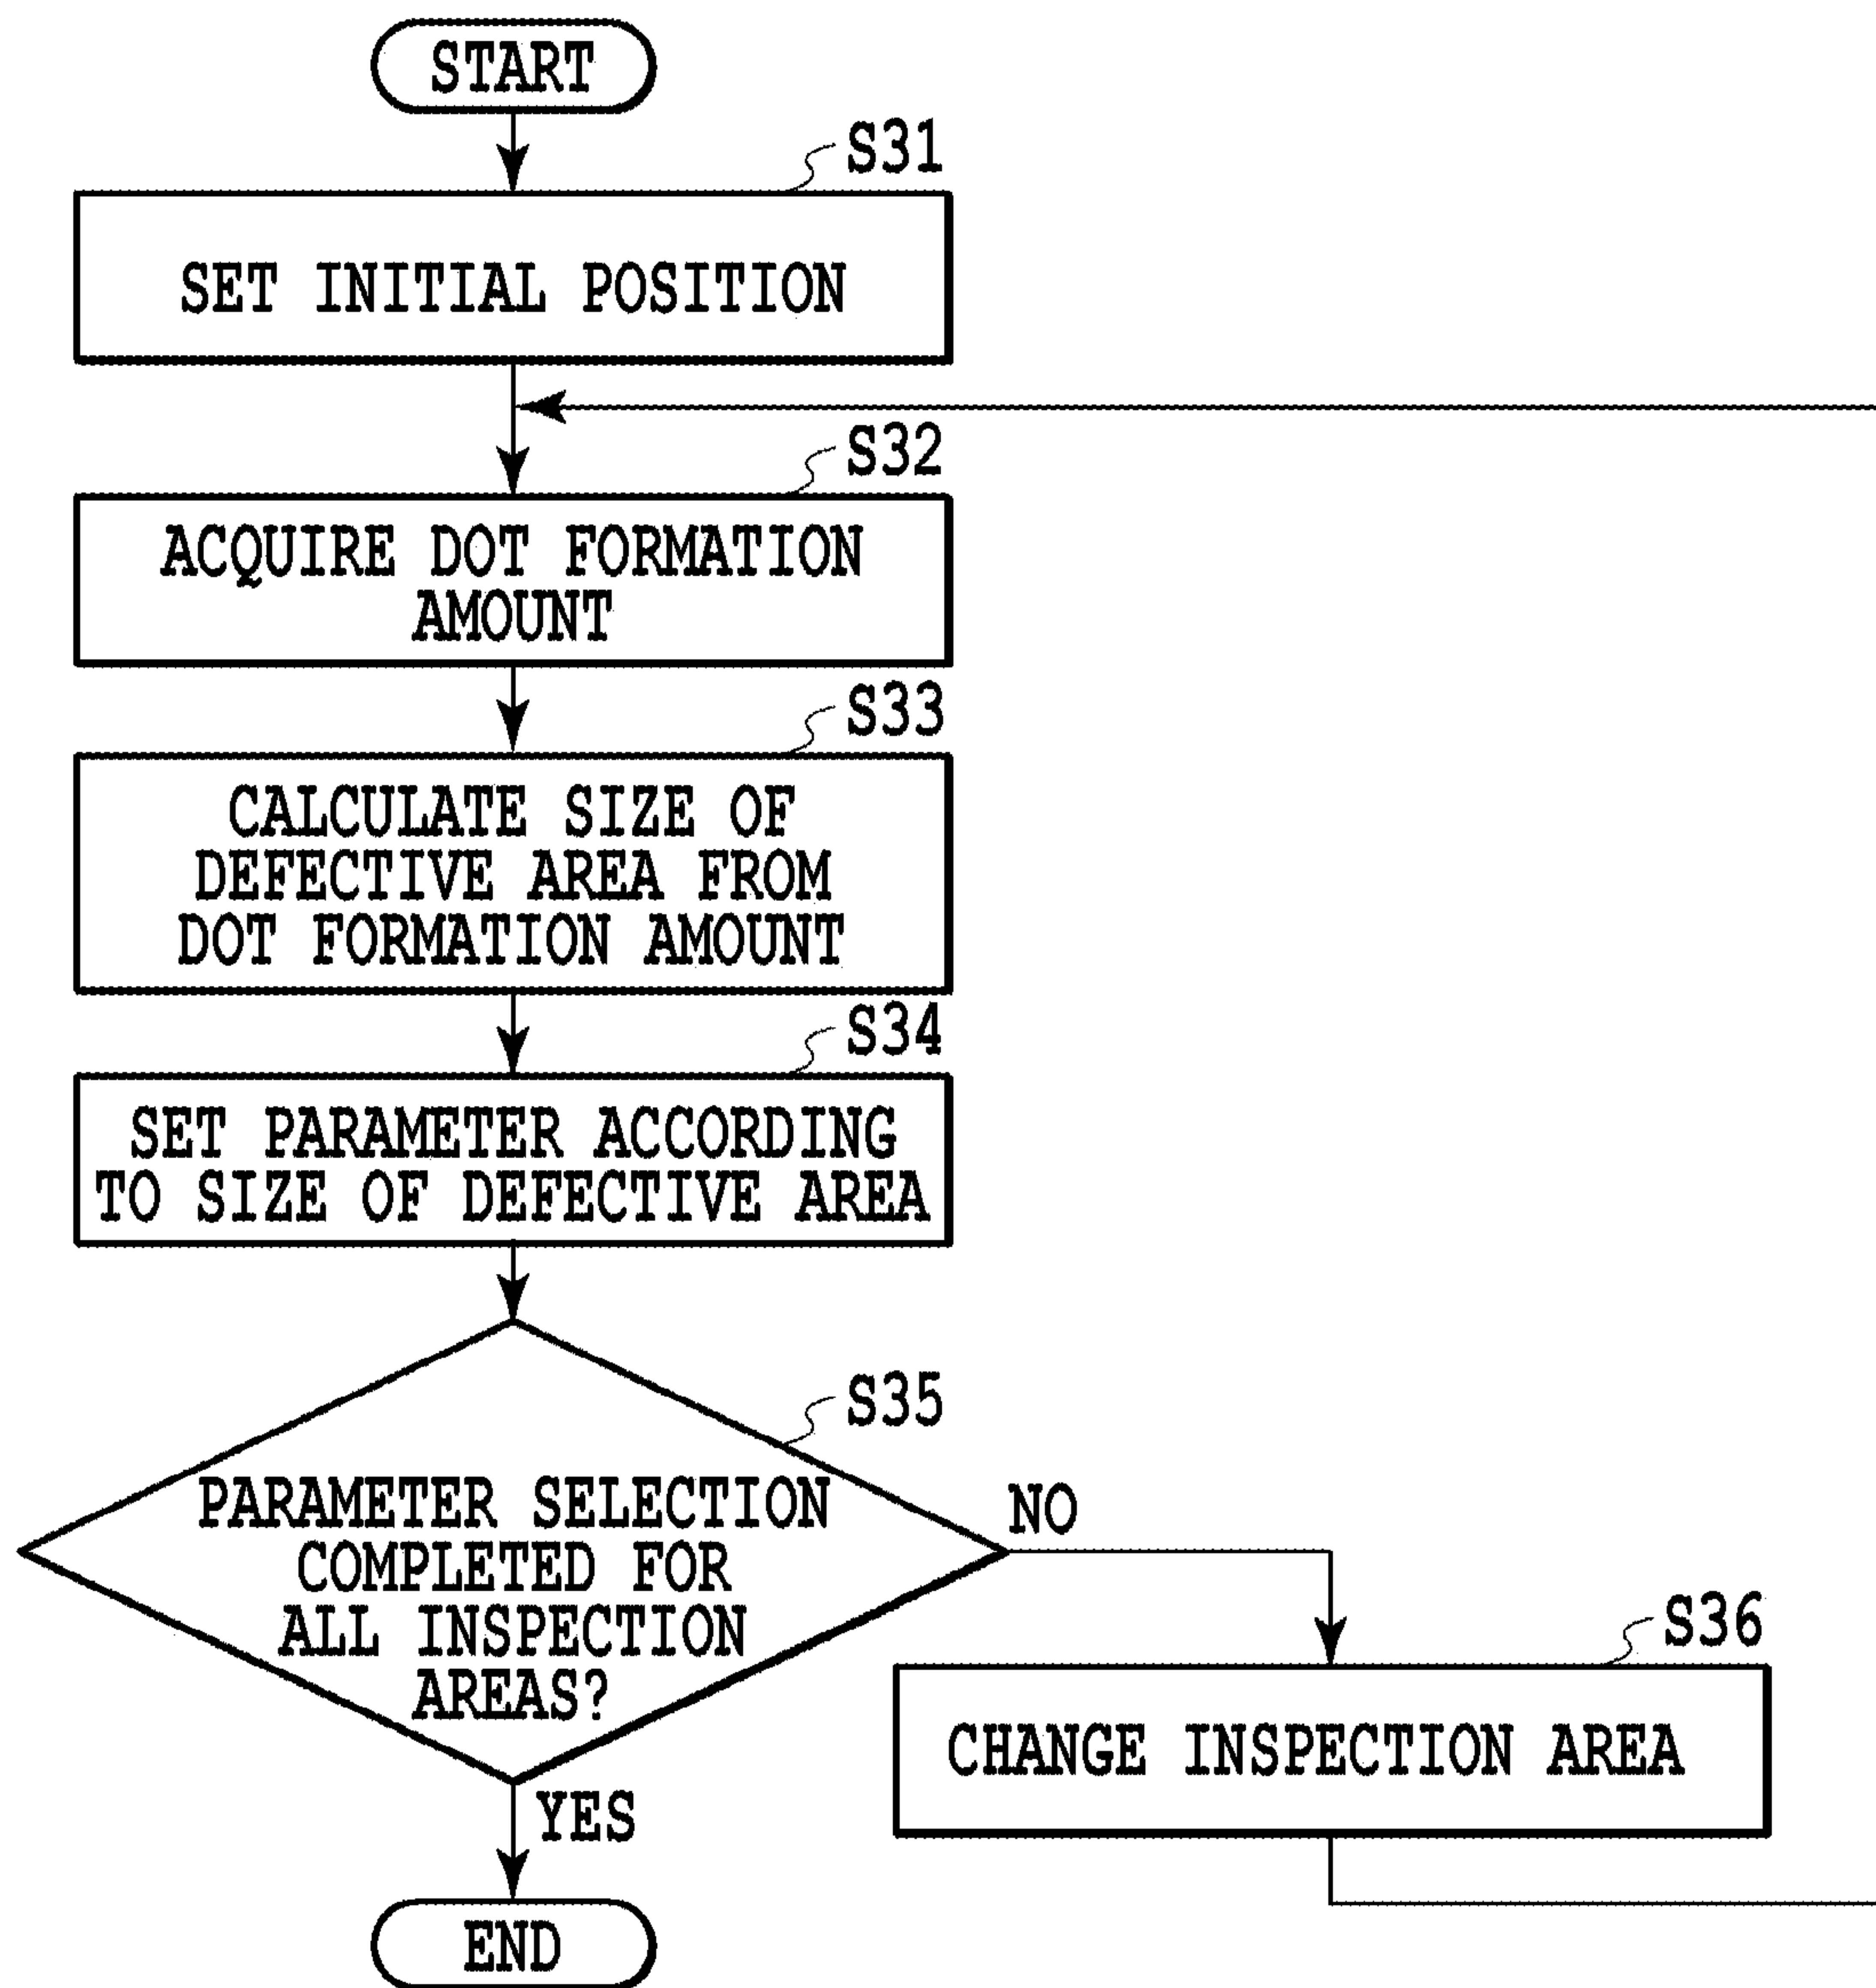 START
S31
SET INITIAL POSITION
S32
ACQUIRE DOT FORMATION
AMOUNT
S33
CALCULATE SIZE OF
DEFECTIVE AREA FROM
DOT FORMATION AMOUNT
S34
SET PARAMETER ACCORDING
TO SIZE OF DEFECTIVE AREA
S35
PARAMETER SELECTION
COMPLETED FOR
ALL INSPECTION
AREAS?
NO
S36
CHANGE INSPECTION AREA
YES
END